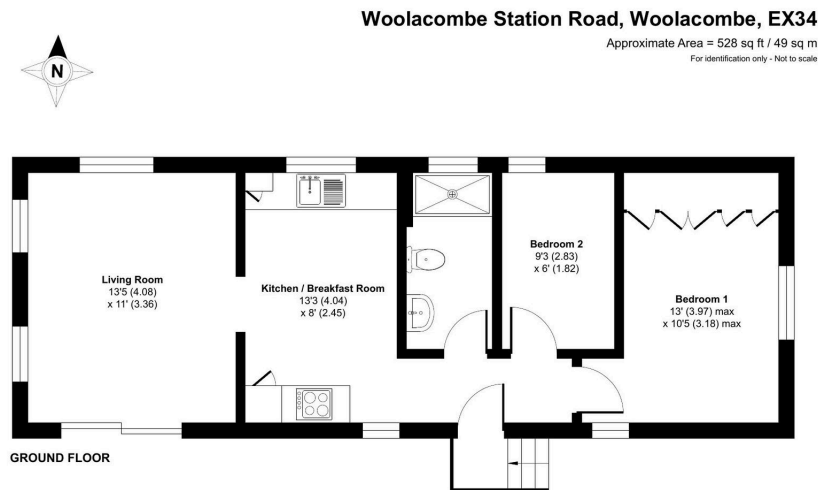 Woolacombe Station Road, Woolacombe, EX34
Approximate Area = 528 sq ft / 49 sq m
For identification only - Not to scale
N
Living Room
13'5 (4.08)
x 11' (3.36)
Kitchen / Breakfast Room
13'3 (4.04)
x 8' (2.45)
Bedroom 2
9'3 (2.83)
x 6' (1.82)
Bedroom 1
13' (3.97) max
x 10'5 (3.18) max
GROUND FLOOR